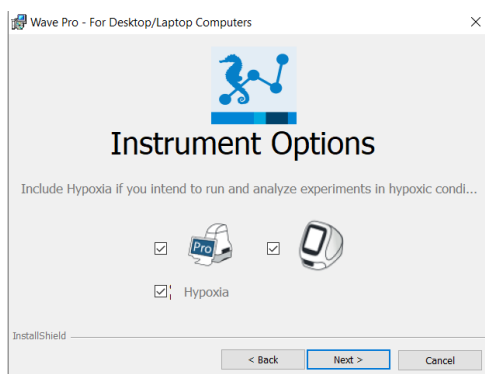 Wave Pro - For Desktop/Laptop Computers
Instrument Options
Include Hypoxia if you intend to run and analyze experiments in hypoxic condi...
Pro
Hypoxia
InstallShield
< Back Next > Cancel